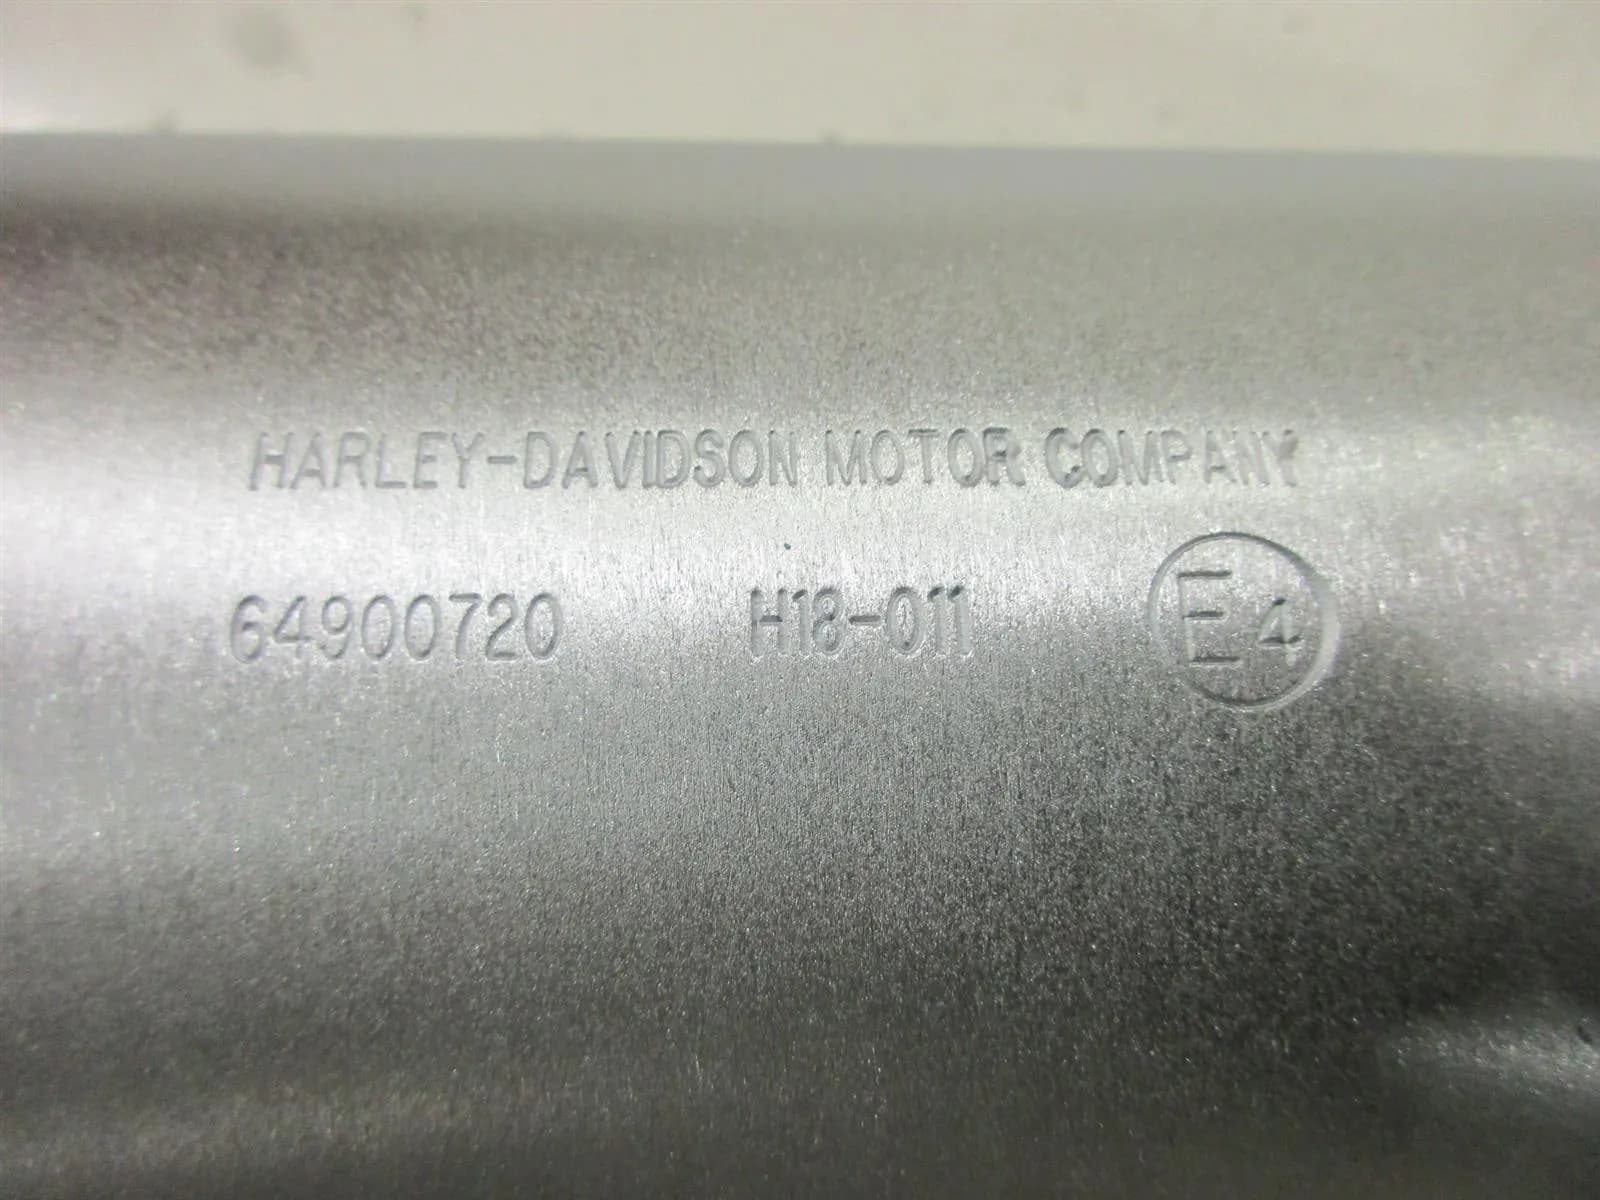 HARLEY-DAVIDSON MOTOR COMPANY
64900720 H18-011 E4